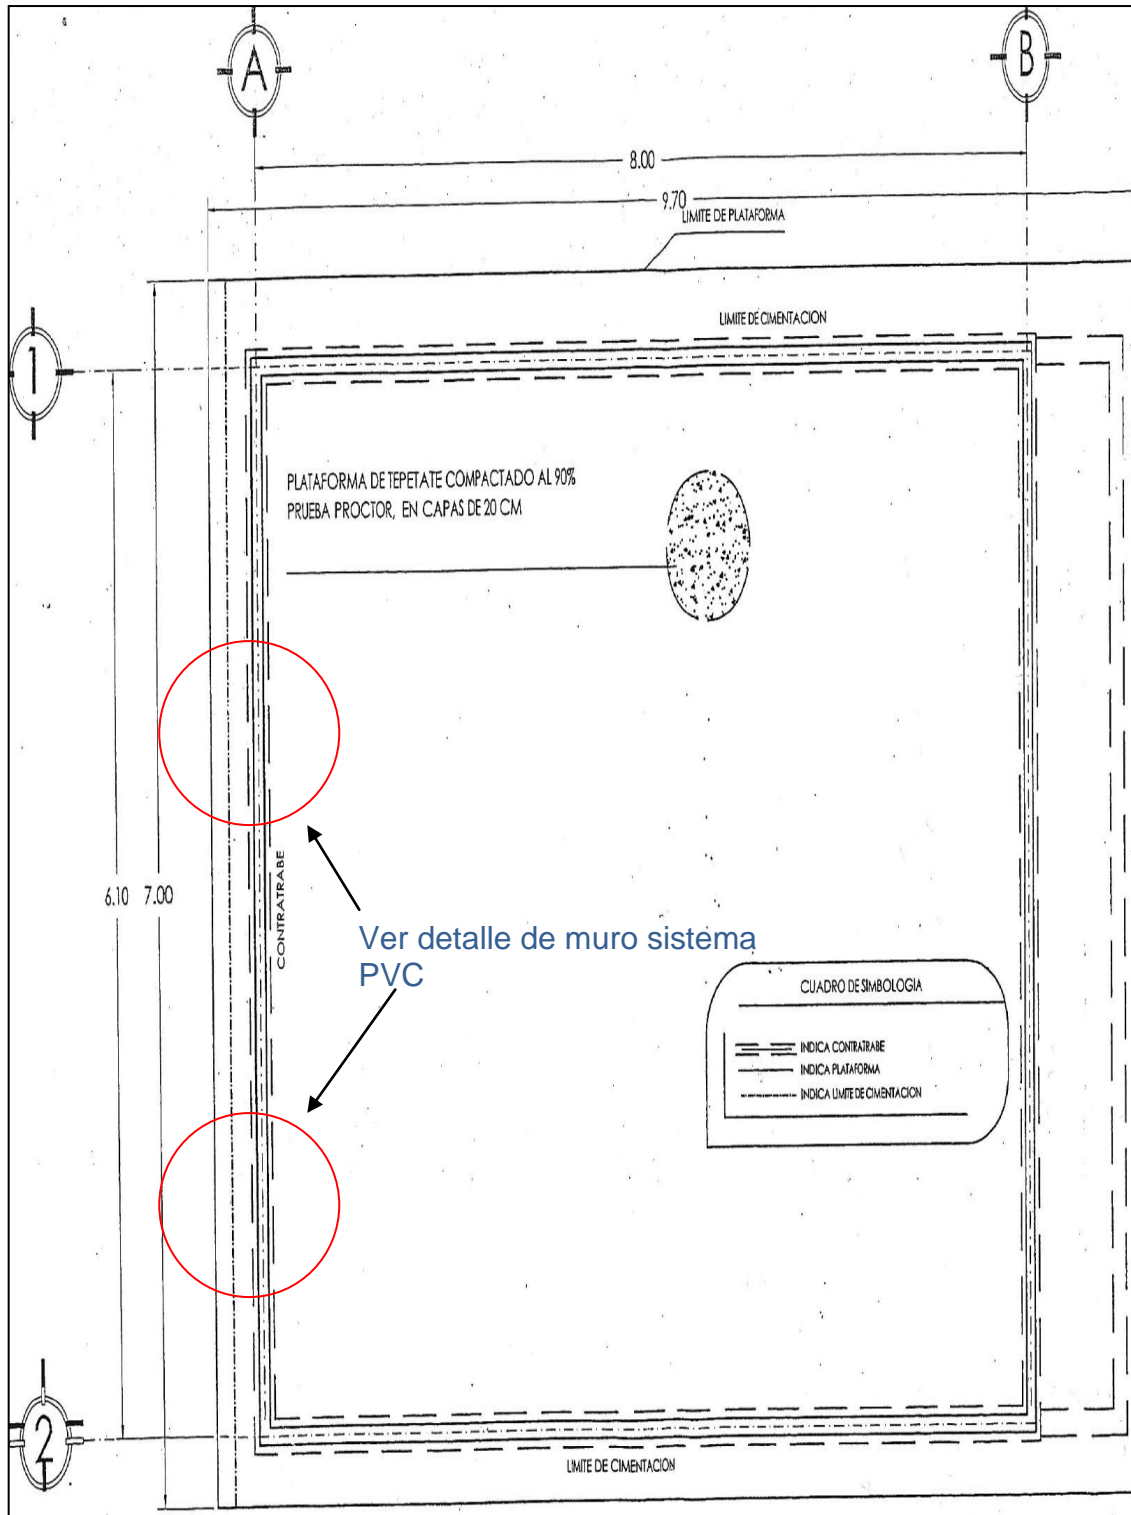 A
B
8.00
9.70
LIMITE DE PLATAFORMA
LIMITE DE CIMENTACION
1
PLATAFORMA DE TEPETATE COMPACTADO AL 90%
PRUEBA PROCTOR, EN CAPAS DE 20 CM
CONTRATRABE
6.10
7.00
Ver detalle de muro sistema
PVC
CUADRO DE SIMBOLOGIA
INDICA CONTRATRABE
INDICA PLATAFORMA
INDICA LIMITE DE CIMENTACION
2
LIMITE DE CIMENTACION